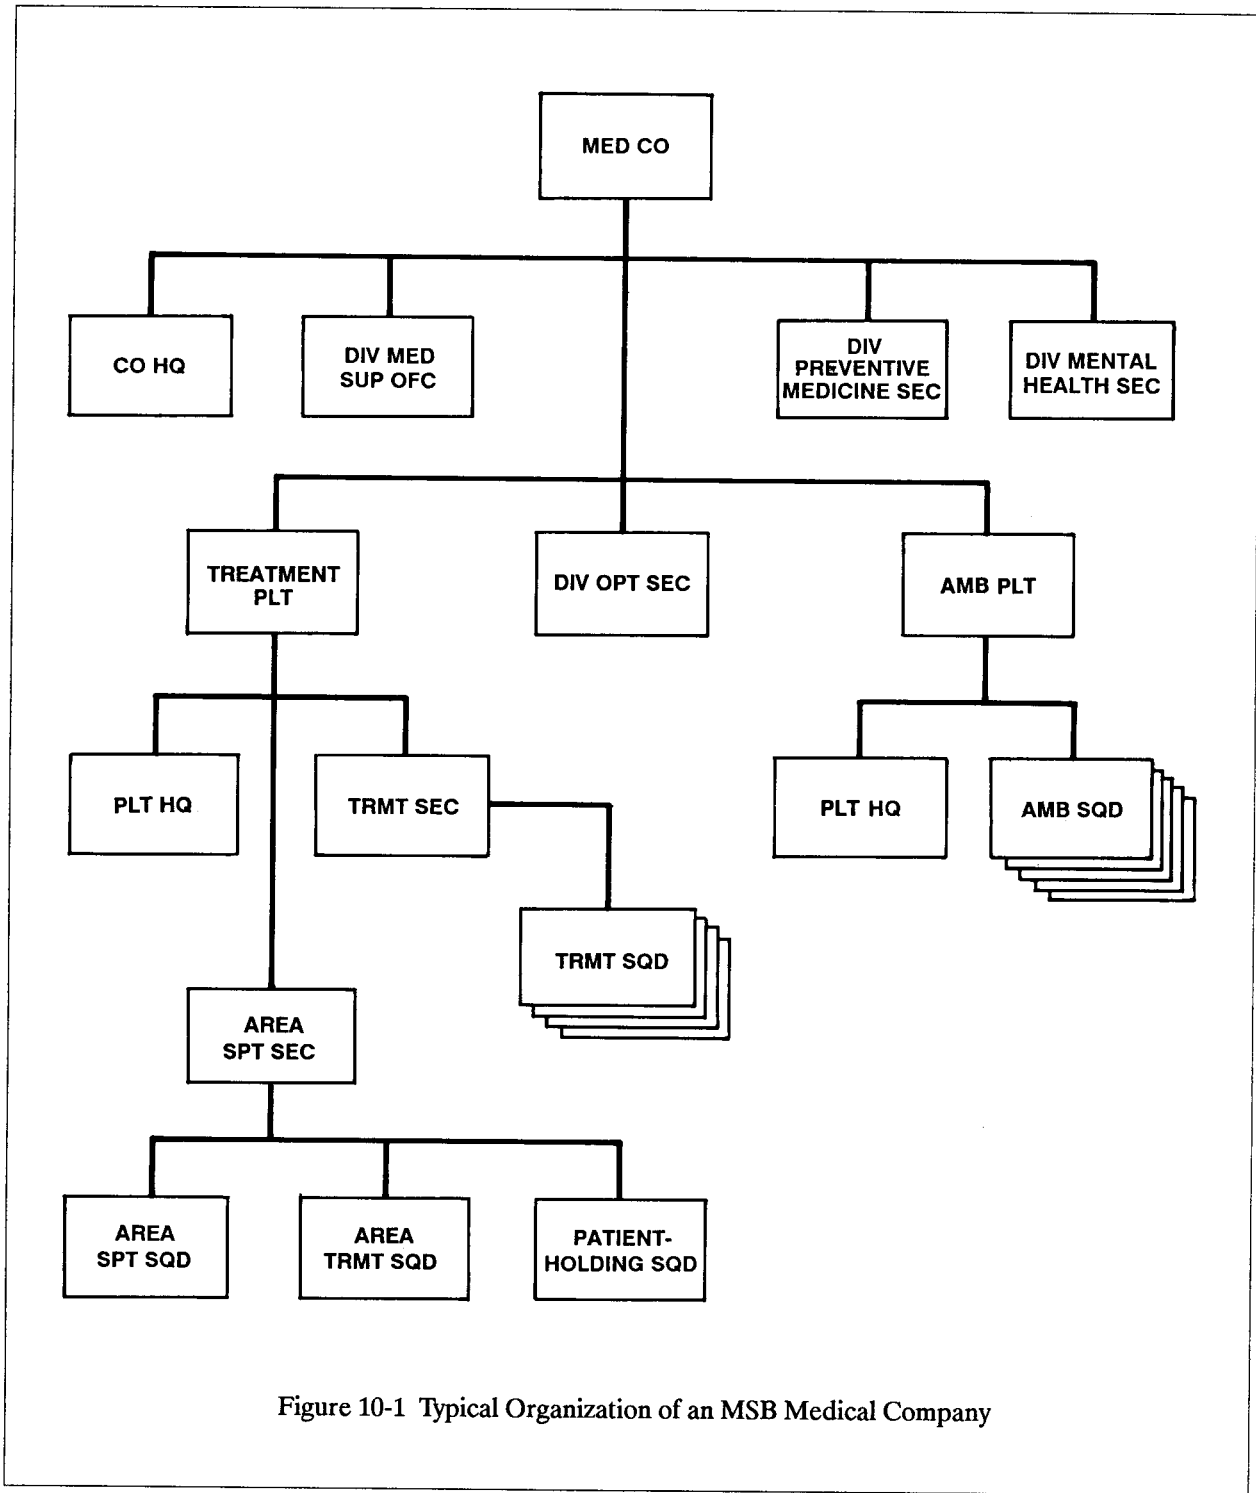 MED CO
CO HQ
DIV MED
SUP OFC
DIV
PREVENTIVE
MEDICINE SEC
DIV MENTAL
HEALTH SEC
TREATMENT
PLT
DIV OPT SEC
AMB PLT
PLT HQ
TRMT SEC
PLT HQ
AMB SQD
TRMT SQD
AREA
SPT SEC
AREA
SPT SQD
AREA
TRMT SQD
PATIENT-
HOLDING SQD
Figure 10-1 Typical Organization of an MSB Medical Company